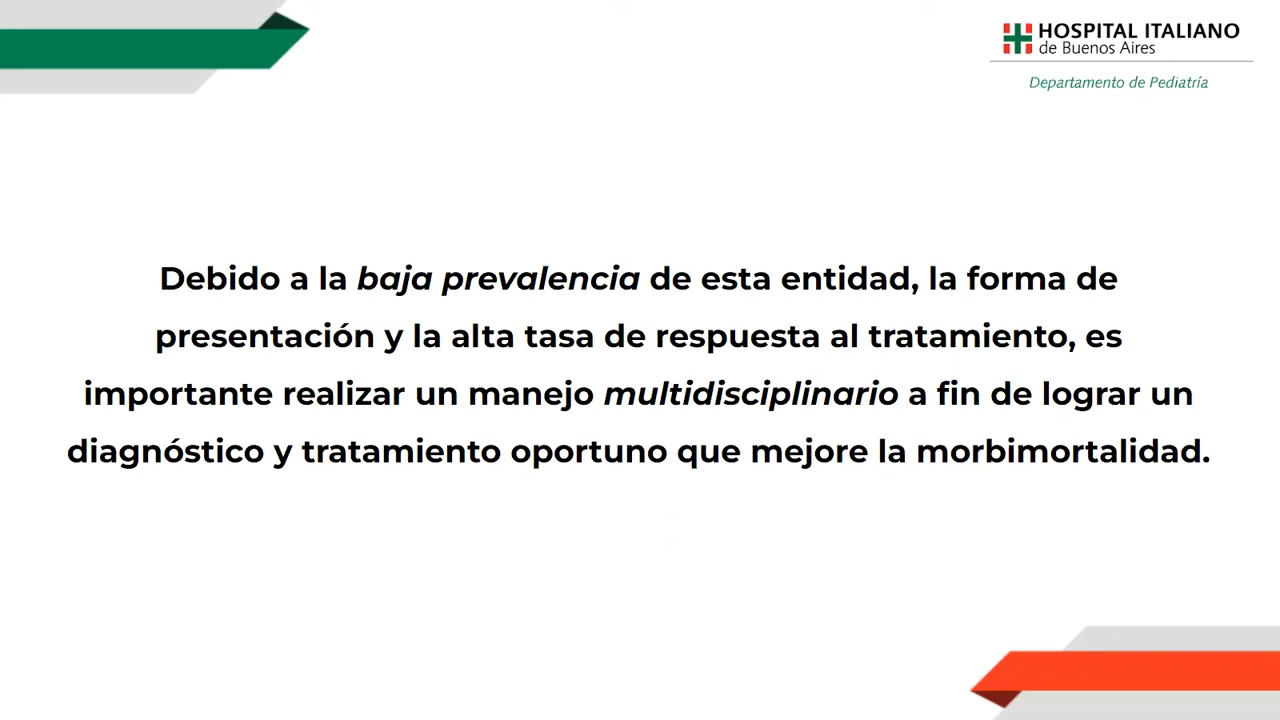 HOSPITAL ITALIANO
de Buenos Aires
Departamento de Pediatría
Debido a la baja prevalencia de esta entidad, la forma de
presentación y la alta tasa de respuesta al tratamiento, es
importante realizar un manejo multidisciplinario a fin de lograr un
diagnóstico y tratamiento oportuno que mejore la morbimortalidad.